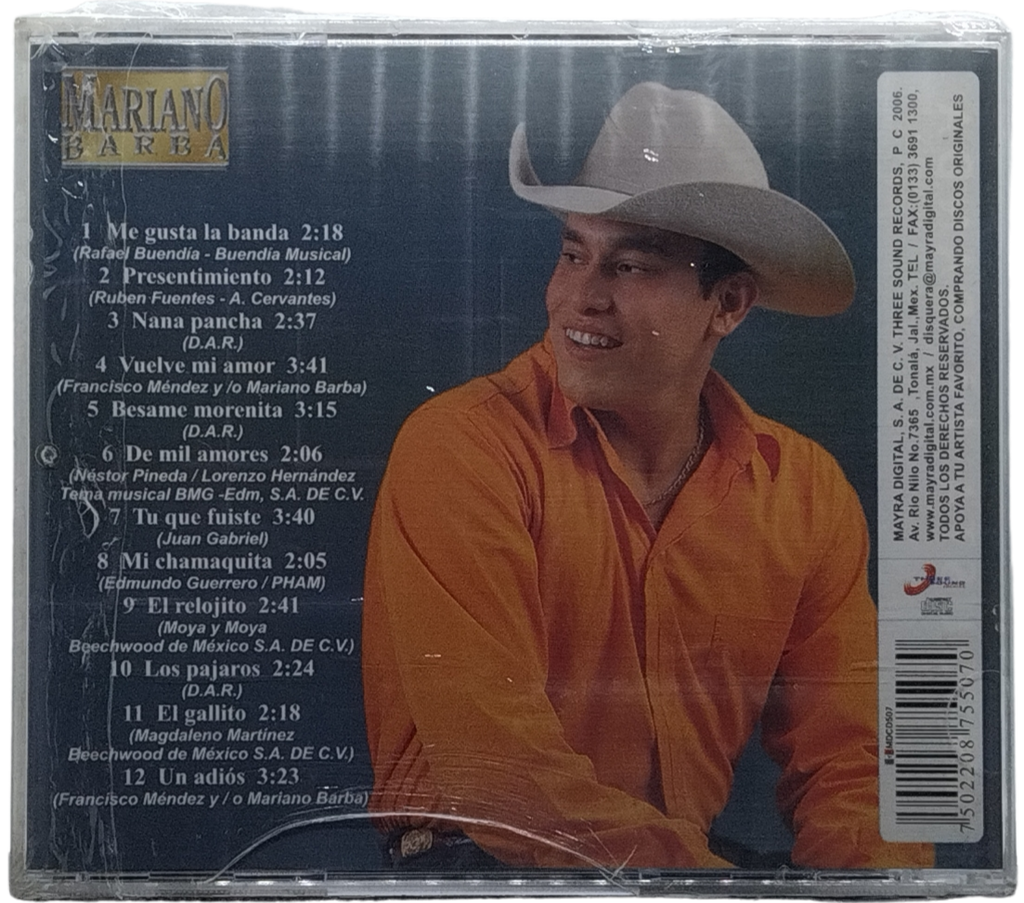 MARIANO
BARBA
1 Me gusta la banda 2:18
(Rafael Buendía - Buendía Musical)
2 Presentimiento 2:12
(Ruben Fuentes - A. Cervantes)
3 Nana pancha 2:37
(D.A.R.)
4 Vuelve mi amor 3:41
(Francisco Méndez y /o Mariano Barba)
5 Besame morenita 3:15
(D.A.R.)
6 De mil amores 2:06
(Néstor Pineda / Lorenzo Hernández
Tema musical BMG -Edm, S.A. DE C.V.
7 Tu que fuiste 3:40
(Juan Gabriel)
8 Mi chamaquita 2:05
(Edmundo Guerrero / PHAM)
9 El relojito 2:41
(Moya y Moya
Beechwood de México S.A. DE C.V.)
10 Los pajaros 2:24
(D.A.R.)
11 El gallito 2:18
(Magdaleno Martínez
Beechwood de México S.A. DE C.V.)
12 Un adiós 3:23
(Francisco Méndez y / o Mariano Barba)
MAYRA DIGITAL, S. A. DE C. V. THREE SOUND RECORDS, P C 2006.
Av. Rio Nilo No.7365 ,Tonalá, Jal.,Mex. TEL / FAX:(0133) 3691 1300,
www.mayradigital.com.mx / disquera@mayradigital.com
TODOS LOS DERECHOS RESERVADOS.
APOYA A TU ARTISTA FAVORITO, COMPRANDO DISCOS ORIGINALES
THREE SOUND
MDCD507
7502208755070